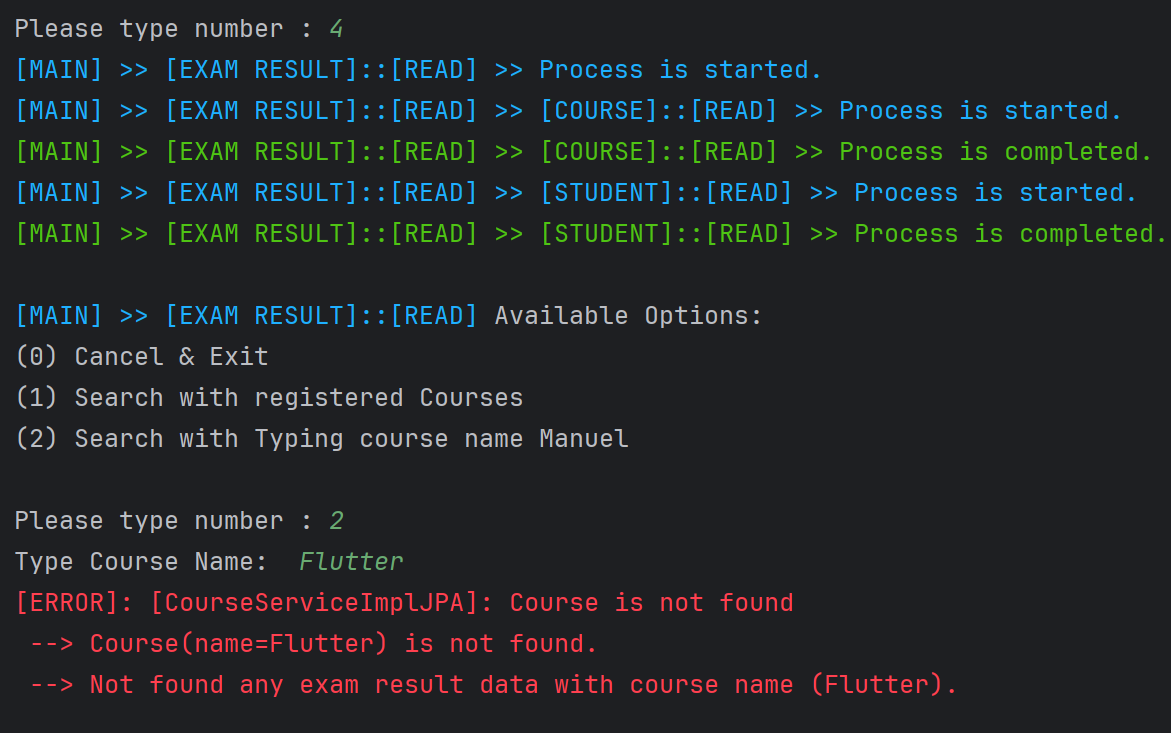 Please type number : 4
[MAIN] >> [EXAM RESULT]::[READ] >> Process is started.
[MAIN] >> [EXAM RESULT]::[READ] >> [COURSE]::[READ] >> Process is started.
[MAIN] >> [EXAM RESULT]::[READ] >> [COURSE]::[READ] >> Process is completed.
[MAIN] >> [EXAM RESULT]::[READ] >> [STUDENT]::[READ] >> Process is started.
[MAIN] >> [EXAM RESULT]::[READ] >> [STUDENT]::[READ] >> Process is completed.
[MAIN] >> [EXAM RESULT]::[READ] Available Options:
(0) Cancel & Exit
(1) Search with registered Courses
(2) Search with Typing course name Manuel
Please type number : 2
Type Course Name:  Flutter
[ERROR]: [CourseServiceImplJPA]: Course is not found
 --> Course(name=Flutter) is not found.
 --> Not found any exam result data with course name (Flutter).